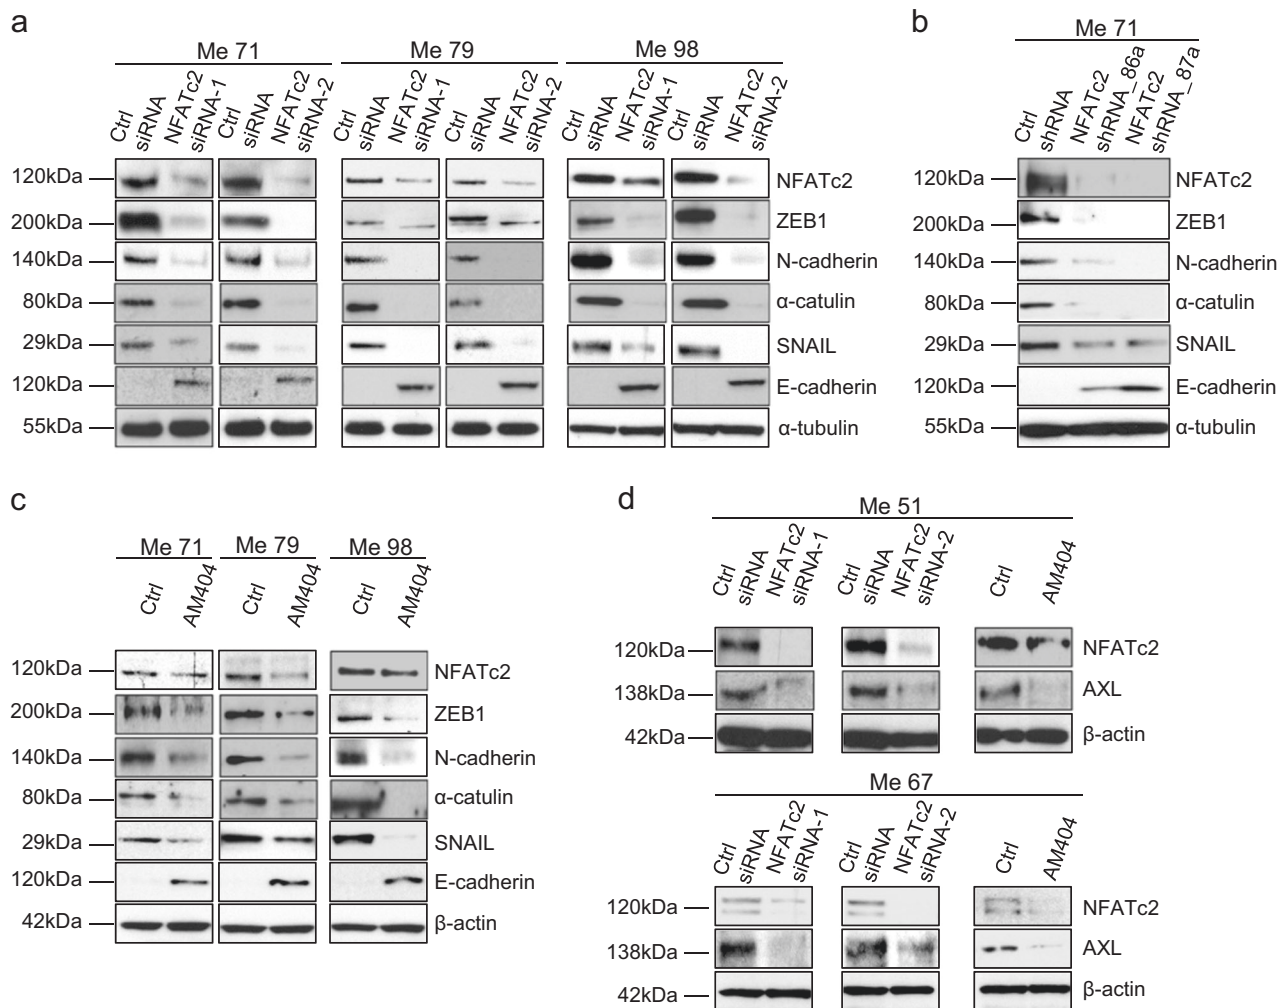 a
Me 71
Me 79
Me 98
Ctrl siRNA
NFATc2 siRNA-1
Ctrl siRNA
NFATc2 siRNA-2
Ctrl siRNA
NFATc2 siRNA-1
Ctrl siRNA
NFATc2 siRNA-2
Ctrl siRNA
NFATc2 siRNA-1
Ctrl siRNA
NFATc2 siRNA-2
120kDa NFATc2
200kDa ZEB1
140kDa N-cadherin
80kDa α-catulin
29kDa SNAIL
120kDa E-cadherin
55kDa α-tubulin
b
Me 71
Ctrl shRNA
NFATc2 shRNA_86a
NFATc2 shRNA_87a
120kDa NFATc2
200kDa ZEB1
140kDa N-cadherin
80kDa α-catulin
29kDa SNAIL
120kDa E-cadherin
55kDa α-tubulin
c
Me 71
Me 79
Me 98
Ctrl
AM404
Ctrl
AM404
Ctrl
AM404
120kDa NFATc2
200kDa ZEB1
140kDa N-cadherin
80kDa α-catulin
29kDa SNAIL
120kDa E-cadherin
42kDa β-actin
d
Me 51
Ctrl siRNA
NFATc2 siRNA-1
Ctrl siRNA
NFATc2 siRNA-2
Ctrl
AM404
120kDa NFATc2
138kDa AXL
42kDa β-actin
Me 67
Ctrl siRNA
NFATc2 siRNA-1
Ctrl siRNA
NFATc2 siRNA-2
Ctrl
AM404
120kDa NFATc2
138kDa AXL
42kDa β-actin